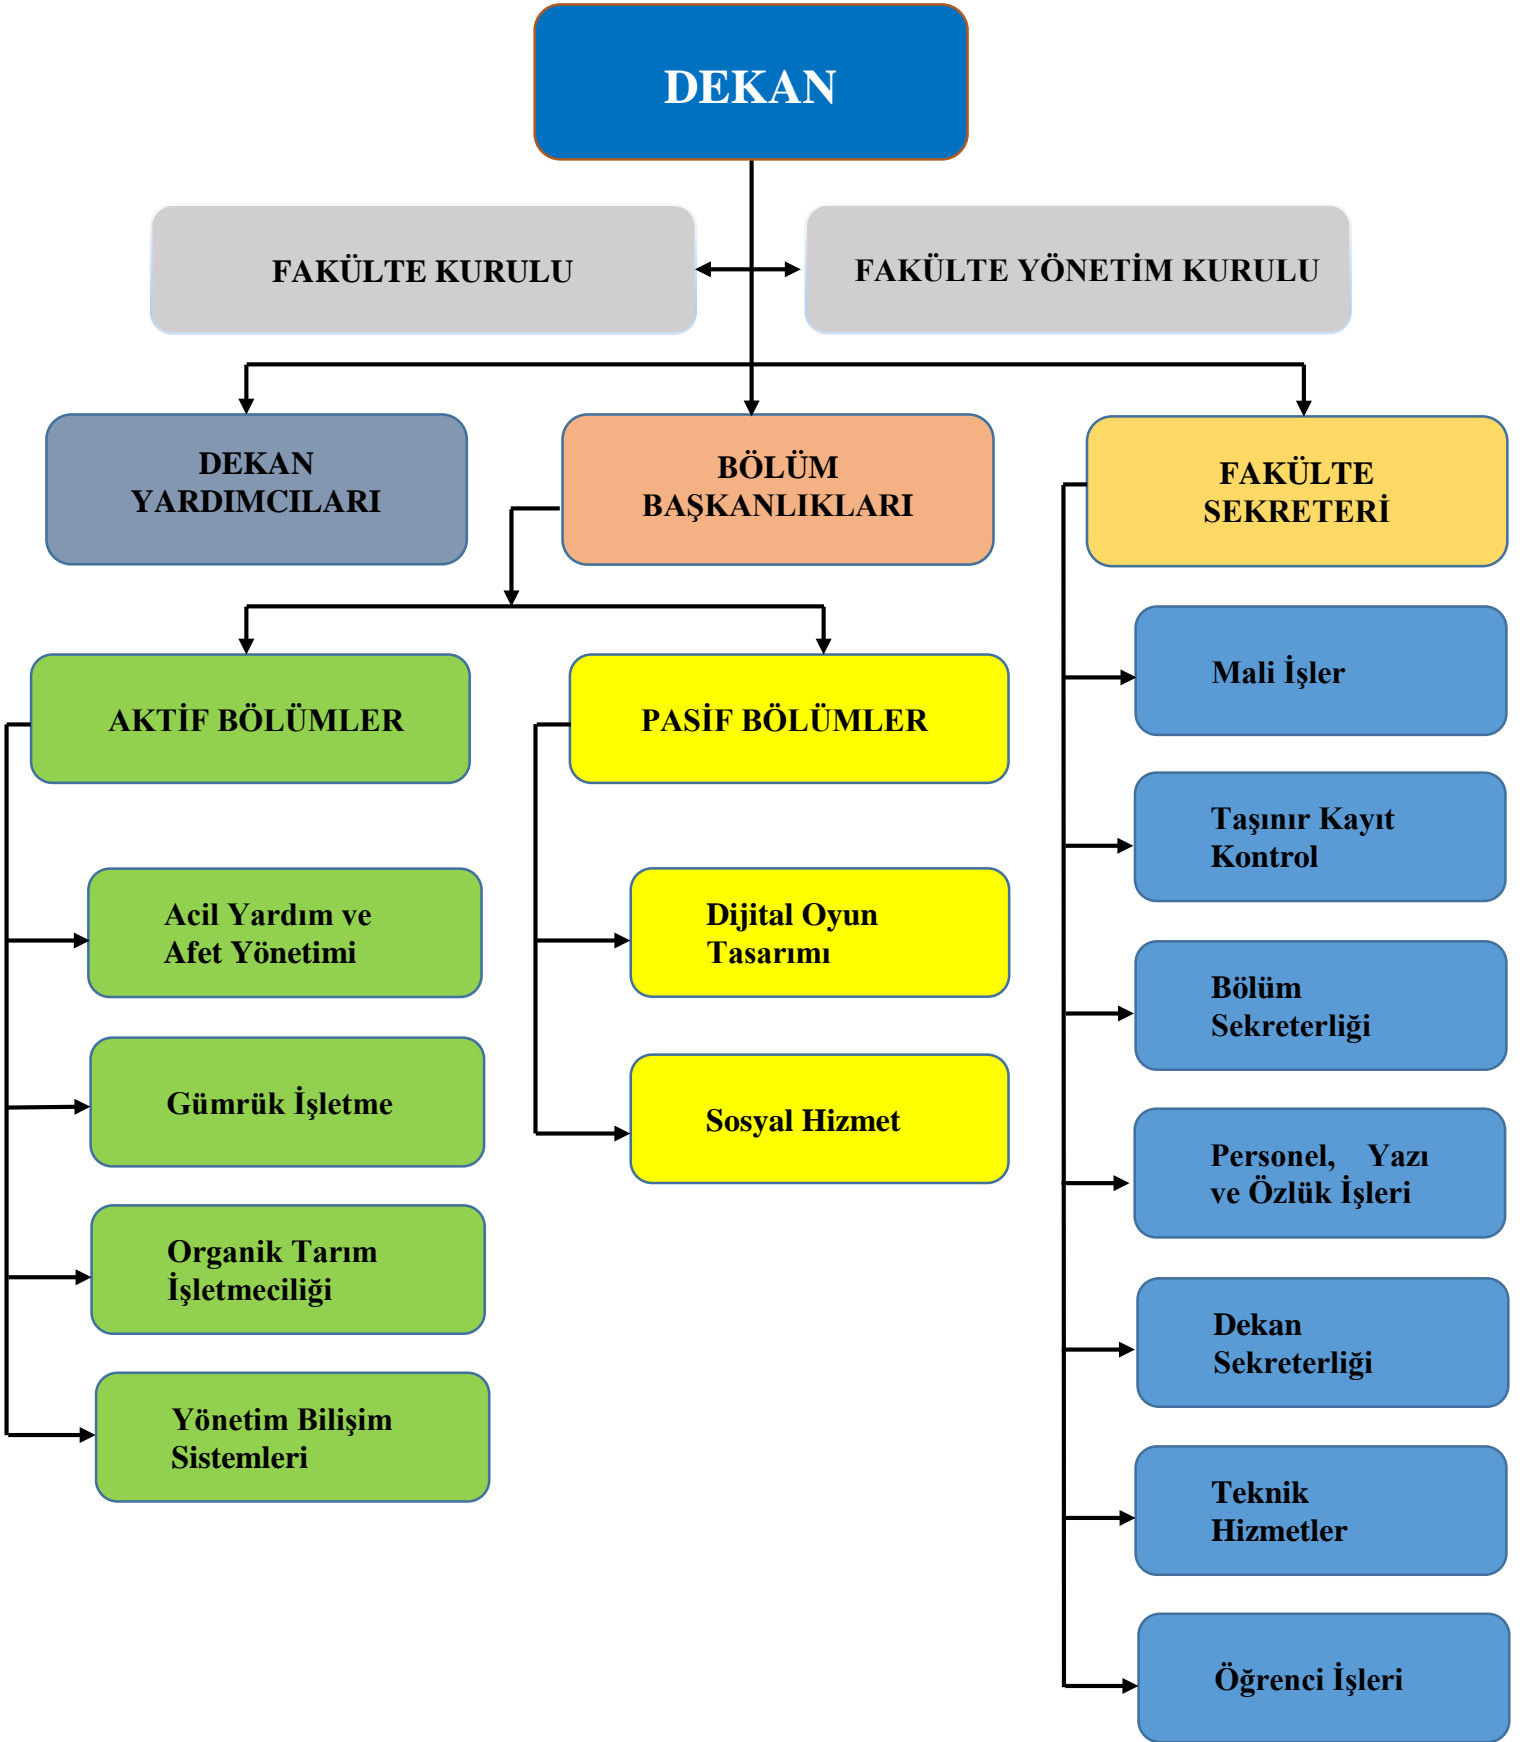 DEKAN
FAKÜLTE KURULU
FAKÜLTE YÖNETİM KURULU
DEKAN
YARDIMCILARI
BÖLÜM
BAŞKANLIKLARI
FAKÜLTE
SEKRETERİ
AKTİF BÖLÜMLER
Acil Yardım ve
Afet Yönetimi
Gümrük İşletme
Organik Tarım
İşletmeciliği
Yönetim Bilişim
Sistemleri
PASİF BÖLÜMLER
Dijital Oyun
Tasarımı
Sosyal Hizmet
Mali İşler
Taşınır Kayıt
Kontrol
Bölüm
Sekreterliği
Personel, Yazı
ve Özlük İşleri
Dekan
Sekreterliği
Teknik
Hizmetler
Öğrenci İşleri